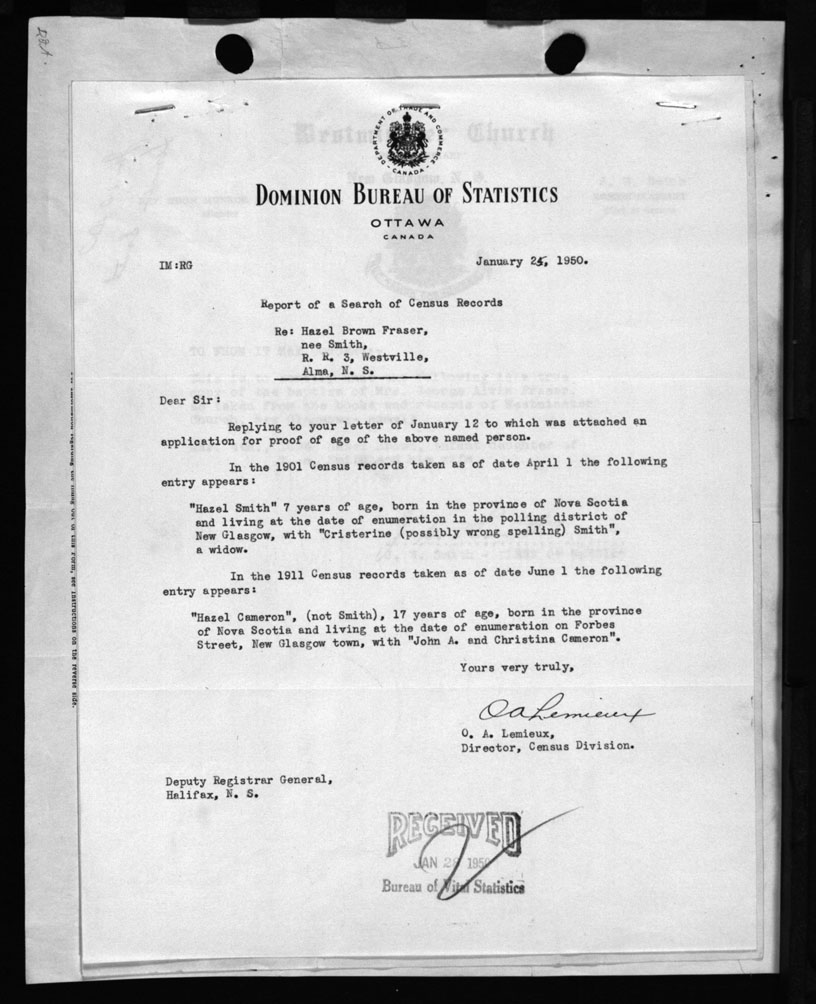 DEPARTMENT OF TRADE AND COMMERCE
CANADA
DOMINION BUREAU OF STATISTICS
OTTAWA
CANADA
IM:RG
January 25, 1950.
Report of a Search of Census Records
Re: Hazel Brown Fraser,
nee Smith,
R. R. 3, Westville,
Alma, N. S.
Dear Sir:
Replying to your letter of January 12 to which was attached an
application for proof of age of the above named person.
In the 1901 Census records taken as of date April 1 the following
entry appears:
"Hazel Smith" 7 years of age, born in the province of Nova Scotia
and living at the date of enumeration in the polling district of
New Glasgow, with "Cristerine (possibly wrong spelling) Smith",
a widow.
In the 1911 Census records taken as of date June 1 the following
entry appears:
"Hazel Cameron", (not Smith), 17 years of age, born in the province
of Nova Scotia and living at the date of enumeration on Forbes
Street, New Glasgow town, with "John A. and Christina Cameron".
Yours very truly,
O A Lemieux
O. A. Lemieux,
Director, Census Division.
Deputy Registrar General,
Halifax, N. S.
RECEIVED
JAN 28 1950
Bureau of Vital Statistics